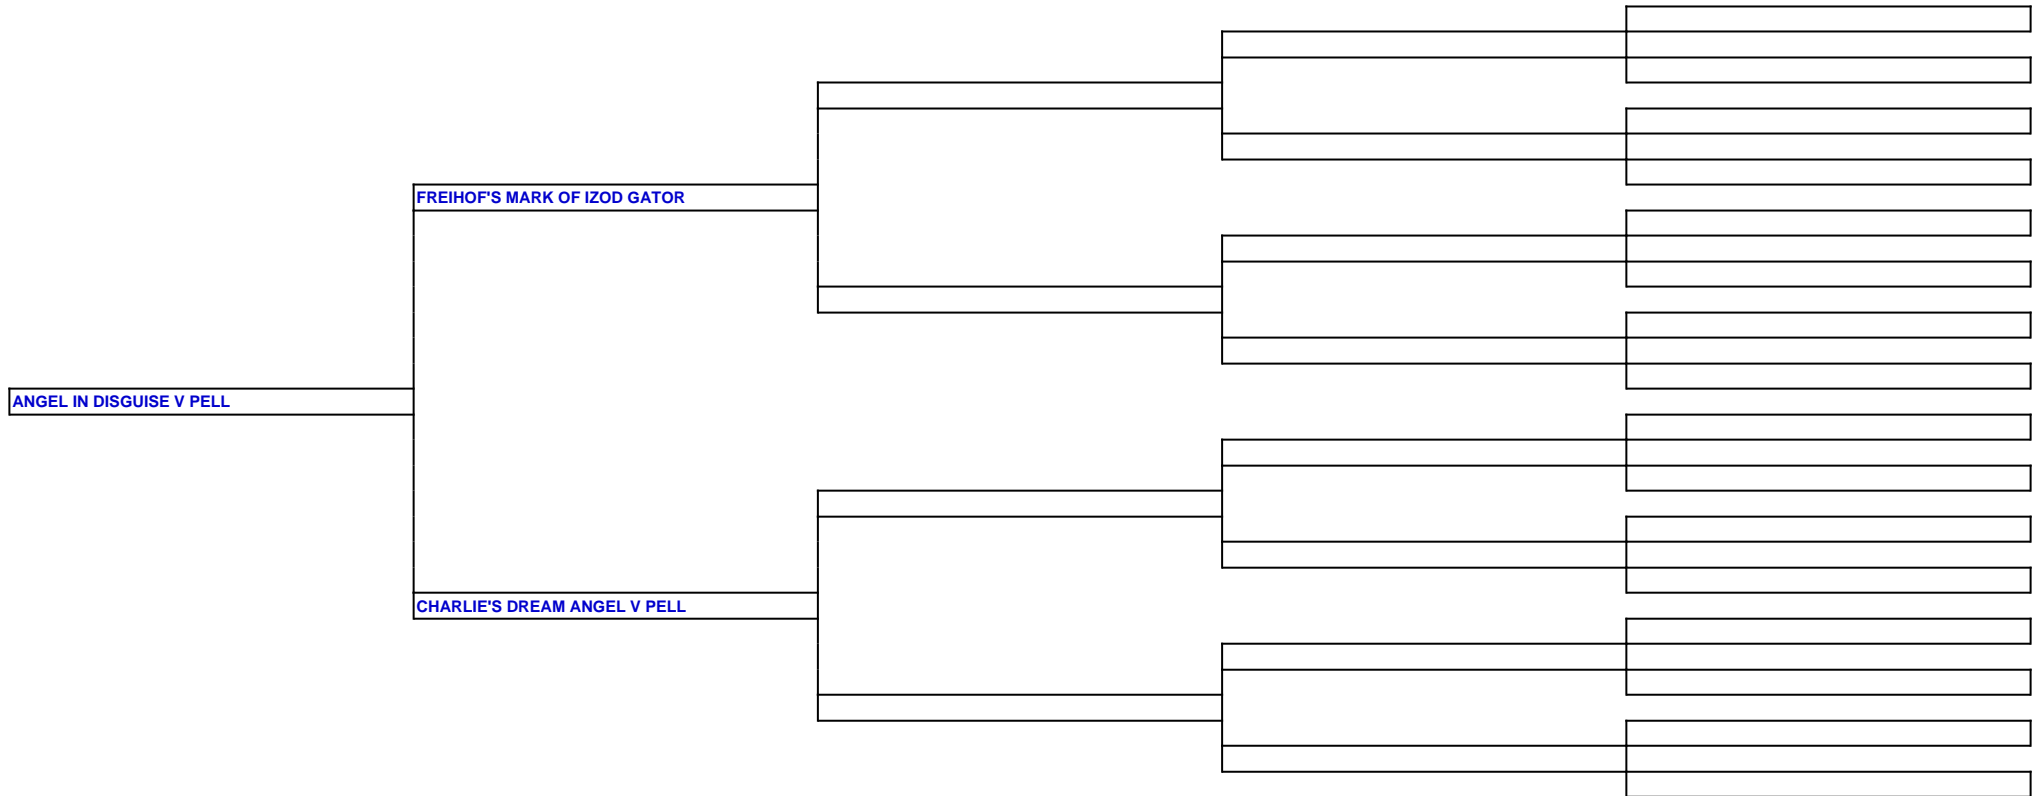 FREIHOF'S MARK OF IZOD GATOR
ANGEL IN DISGUISE V PELL
CHARLIE'S DREAM ANGEL V PELL